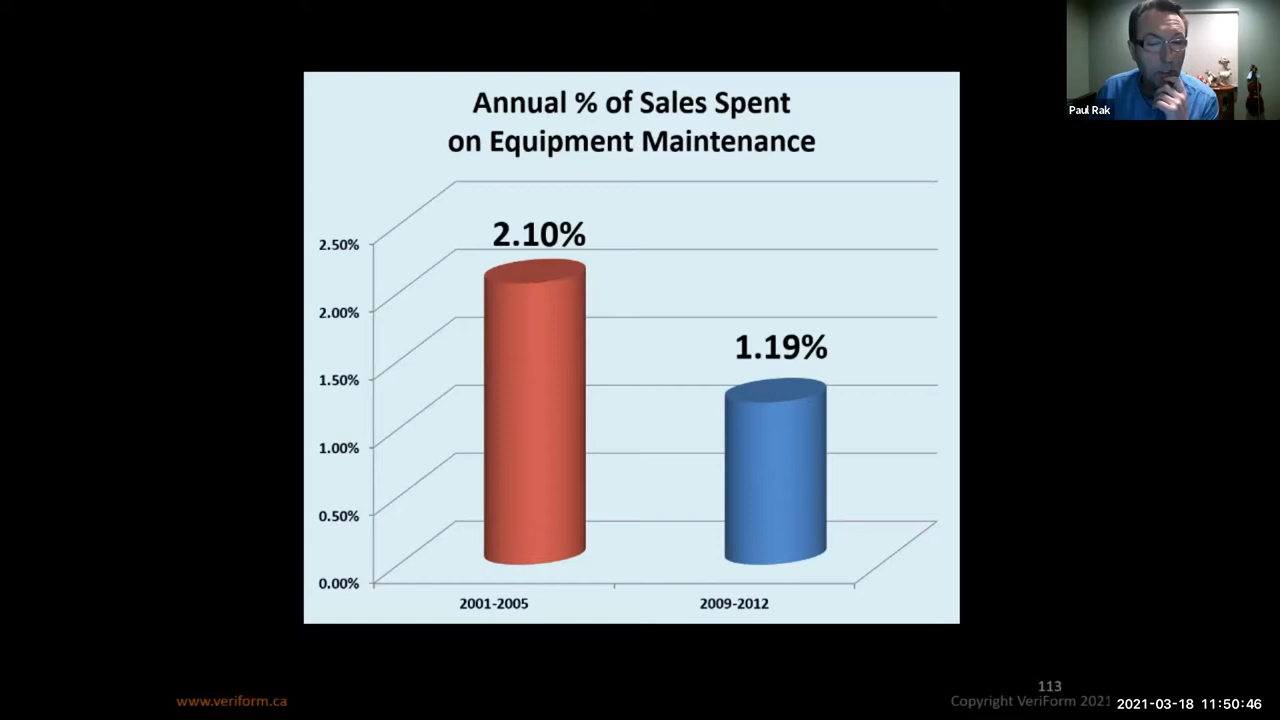 Paul Rak
Annual % of Sales Spent
on Equipment Maintenance
2.50%
2.00%
1.50%
1.00%
0.50%
0.00%
2.10%
1.19%
2001-2005
2009-2012
www.veriform.ca
113
Copyright VeriForm 2021
2021-03-18 11:50:46